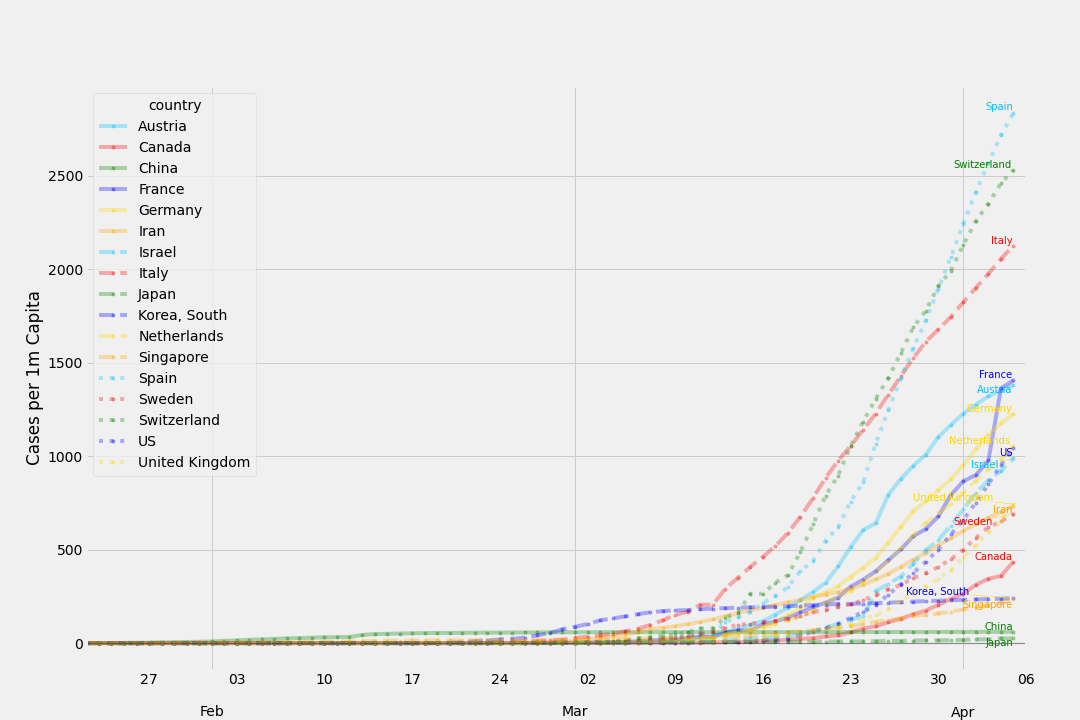 Cases per 1m Capita
2500
2000
1500
1000
500
0
country
Austria
Canada
China
France
Germany
Iran
Israel
Italy
Japan
Korea, South
Netherlands
Singapore
Spain
Sweden
Switzerland
US
United Kingdom
Spain
Switzerland
Italy
France
Austria
Germany
Netherlands
US
Israel
United Kingdom
Iran
Sweden
Canada
Korea, South
Singapore
China
Japan
27 03 10 17 24 02 09 16 23 30 06
Feb Mar Apr